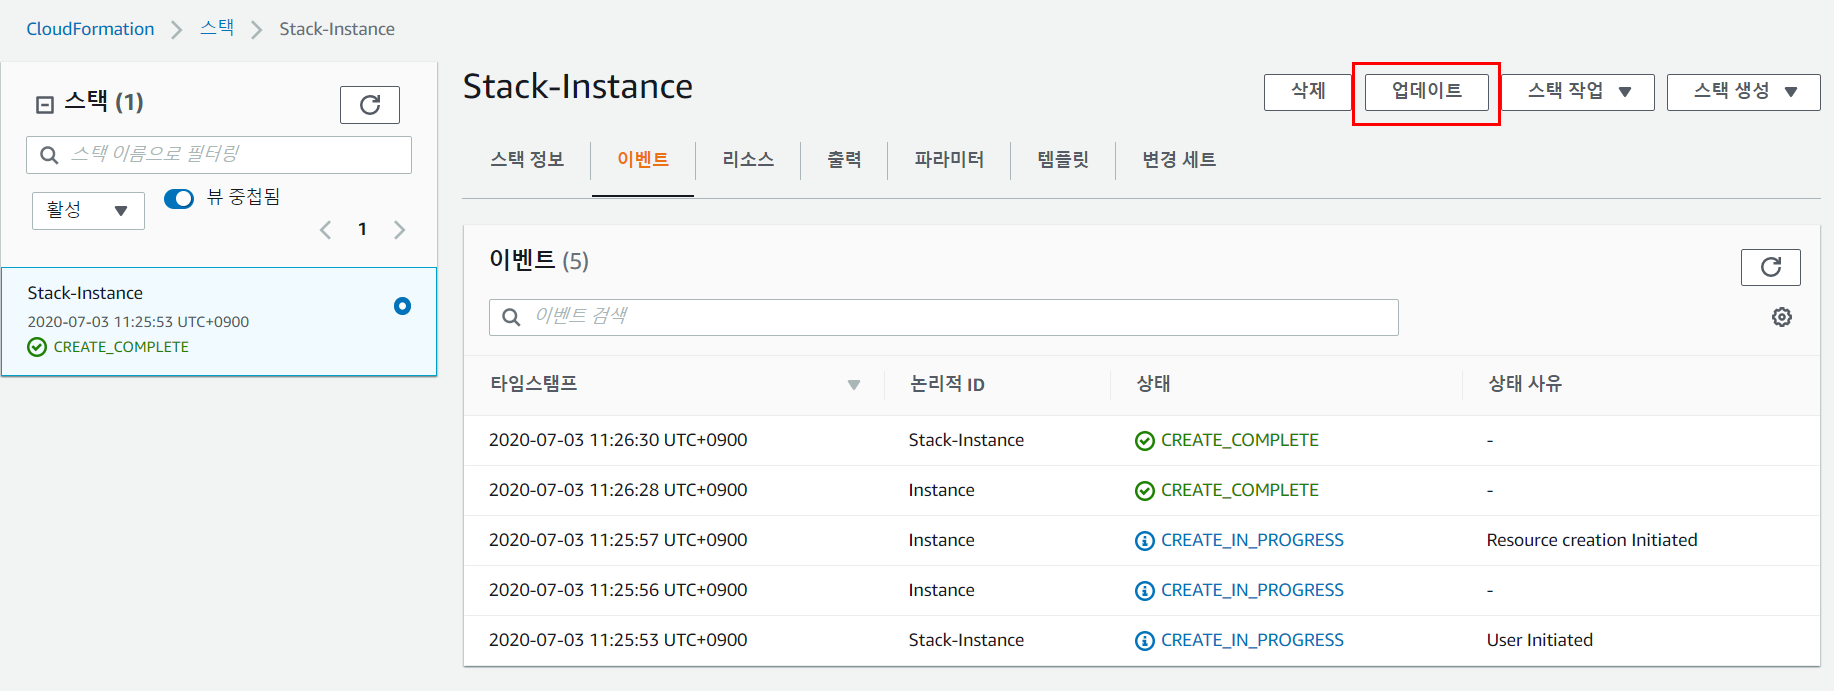 CloudFormation 스택 Stack-Instance
스택 (1)
스택 이름으로 필터링
활성 뷰 중첩됨
1
Stack-Instance
2020-07-03 11:25:53 UTC+0900
CREATE_COMPLETE
Stack-Instance
삭제 업데이트 스택 작업 스택 생성
스택 정보 이벤트 리소스 출력 파라미터 템플릿 변경 세트
이벤트 (5)
이벤트 검색
타임스탬프 논리적 ID 상태 상태 사유
2020-07-03 11:26:30 UTC+0900 Stack-Instance CREATE_COMPLETE -
2020-07-03 11:26:28 UTC+0900 Instance CREATE_COMPLETE -
2020-07-03 11:25:57 UTC+0900 Instance CREATE_IN_PROGRESS Resource creation Initiated
2020-07-03 11:25:56 UTC+0900 Instance CREATE_IN_PROGRESS -
2020-07-03 11:25:53 UTC+0900 Stack-Instance CREATE_IN_PROGRESS User Initiated